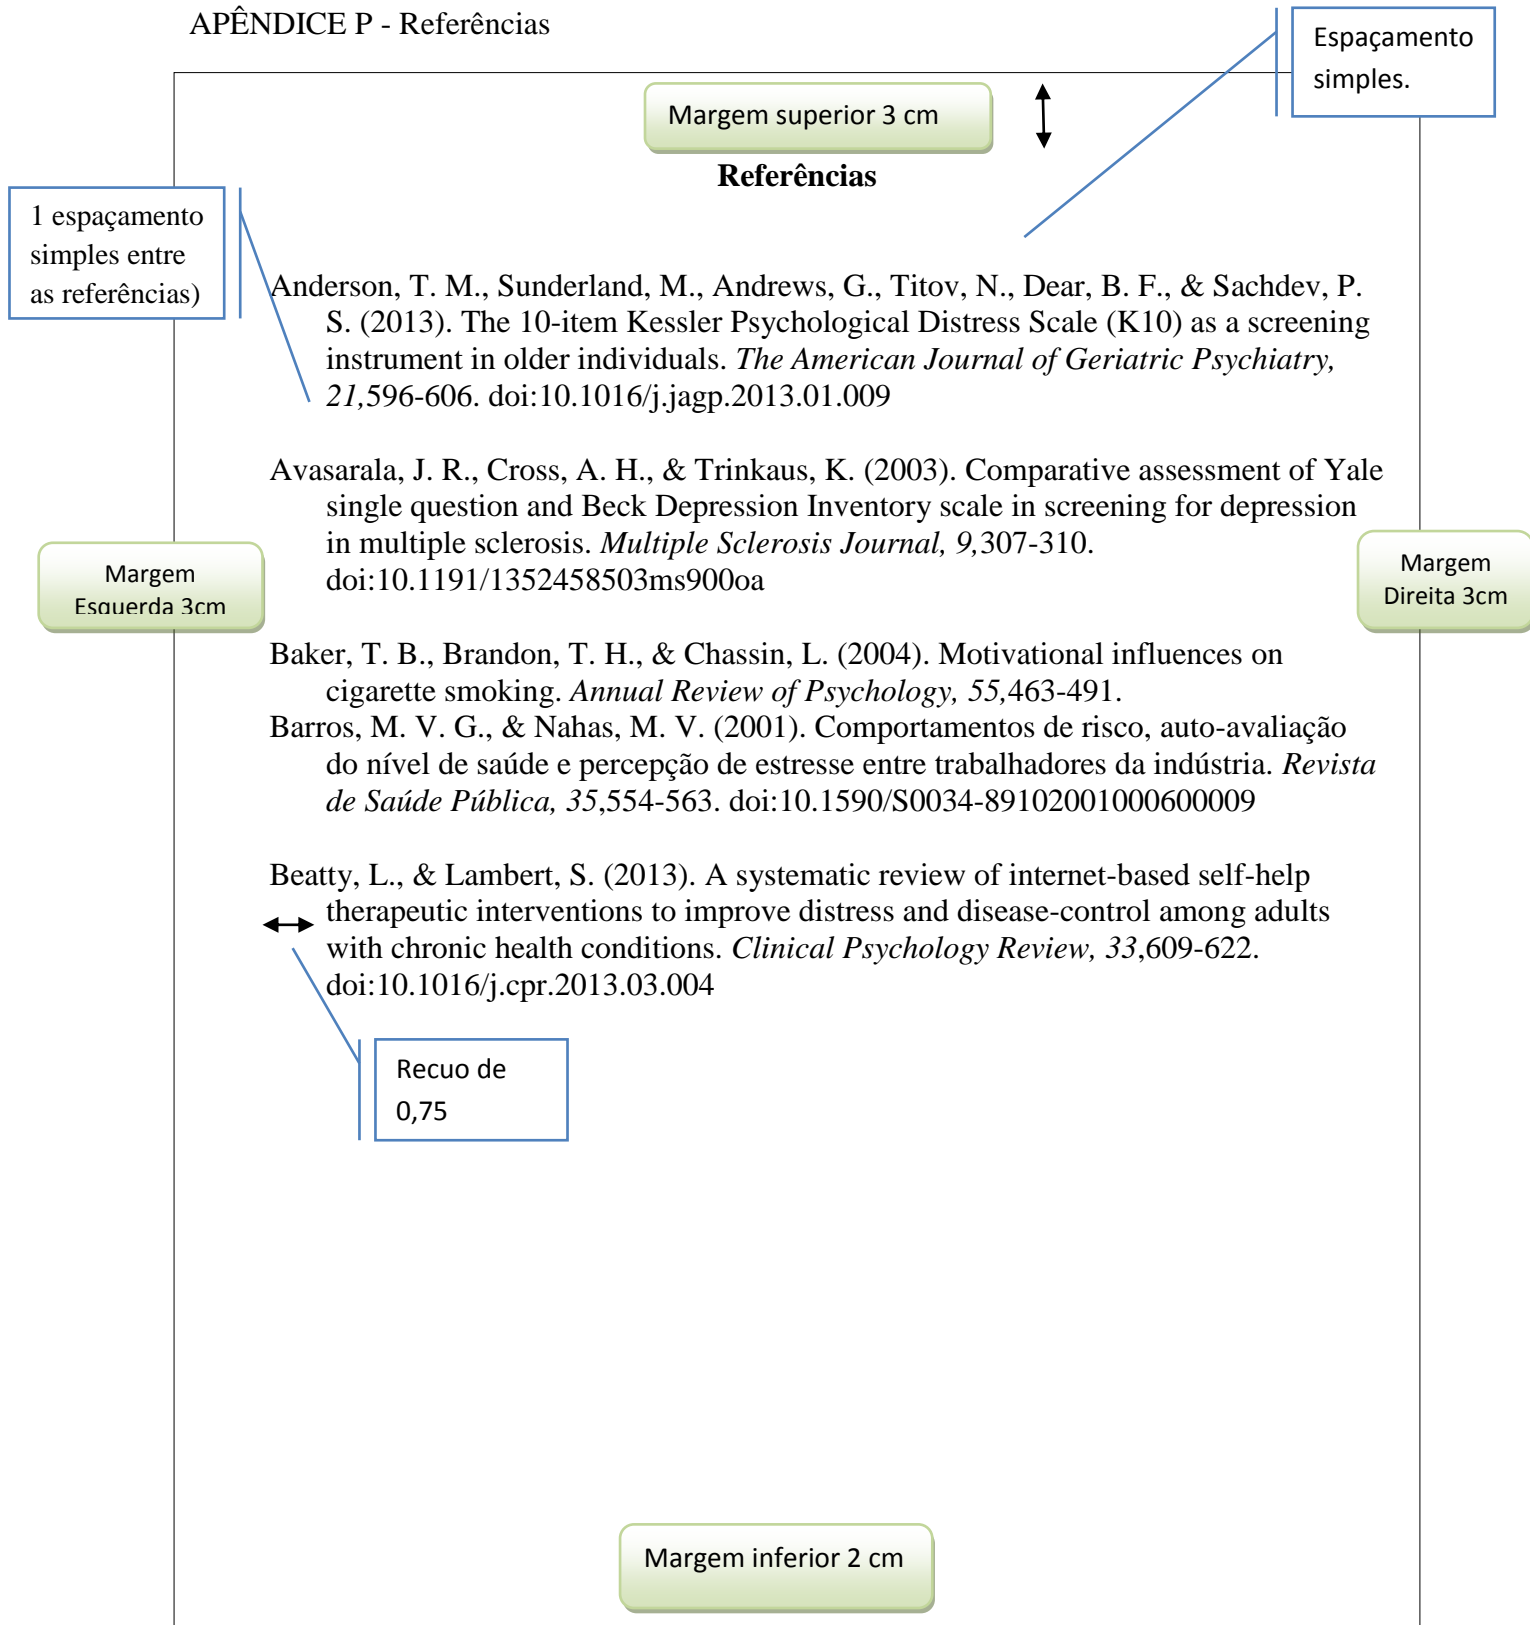 APÊNDICE P - Referências
Espaçamento
simples.
Margem superior 3 cm
Referências
1 espaçamento
simples entre
as referências)
Anderson, T. M., Sunderland, M., Andrews, G., Titov, N., Dear, B. F., & Sachdev, P.
S. (2013). The 10-item Kessler Psychological Distress Scale (K10) as a screening
instrument in older individuals. The American Journal of Geriatric Psychiatry,
21,596-606. doi:10.1016/j.jagp.2013.01.009
Avasarala, J. R., Cross, A. H., & Trinkaus, K. (2003). Comparative assessment of Yale
single question and Beck Depression Inventory scale in screening for depression
in multiple sclerosis. Multiple Sclerosis Journal, 9,307-310.
doi:10.1191/1352458503ms900oa
Margem
Esquerda 3cm
Margem
Direita 3cm
Baker, T. B., Brandon, T. H., & Chassin, L. (2004). Motivational influences on
cigarette smoking. Annual Review of Psychology, 55,463-491.
Barros, M. V. G., & Nahas, M. V. (2001). Comportamentos de risco, auto-avaliação
do nível de saúde e percepção de estresse entre trabalhadores da indústria. Revista
de Saúde Pública, 35,554-563. doi:10.1590/S0034-89102001000600009
Beatty, L., & Lambert, S. (2013). A systematic review of internet-based self-help
therapeutic interventions to improve distress and disease-control among adults
with chronic health conditions. Clinical Psychology Review, 33,609-622.
doi:10.1016/j.cpr.2013.03.004
Recuo de
0,75
Margem inferior 2 cm